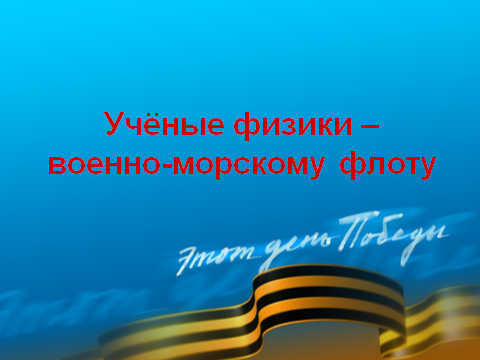 Учёные физики –
военно-морскому флоту
Этот день Победы